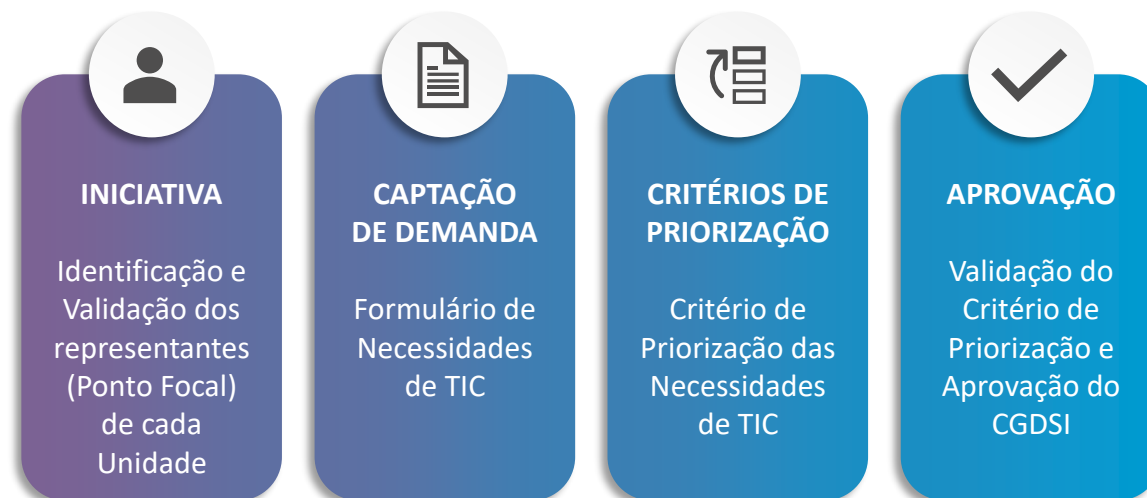 INICIATIVA
Identificação e
Validação dos
representantes
(Ponto Focal)
de cada
Unidade
CAPTAÇÃO
DE DEMANDA
Formulário de
Necessidades
de TIC
CRITÉRIOS DE
PRIORIZAÇÃO
Critério de
Priorização das
Necessidades
de TIC
APROVAÇÃO
Validação do
Critério de
Priorização e
Aprovação do
CGDSI